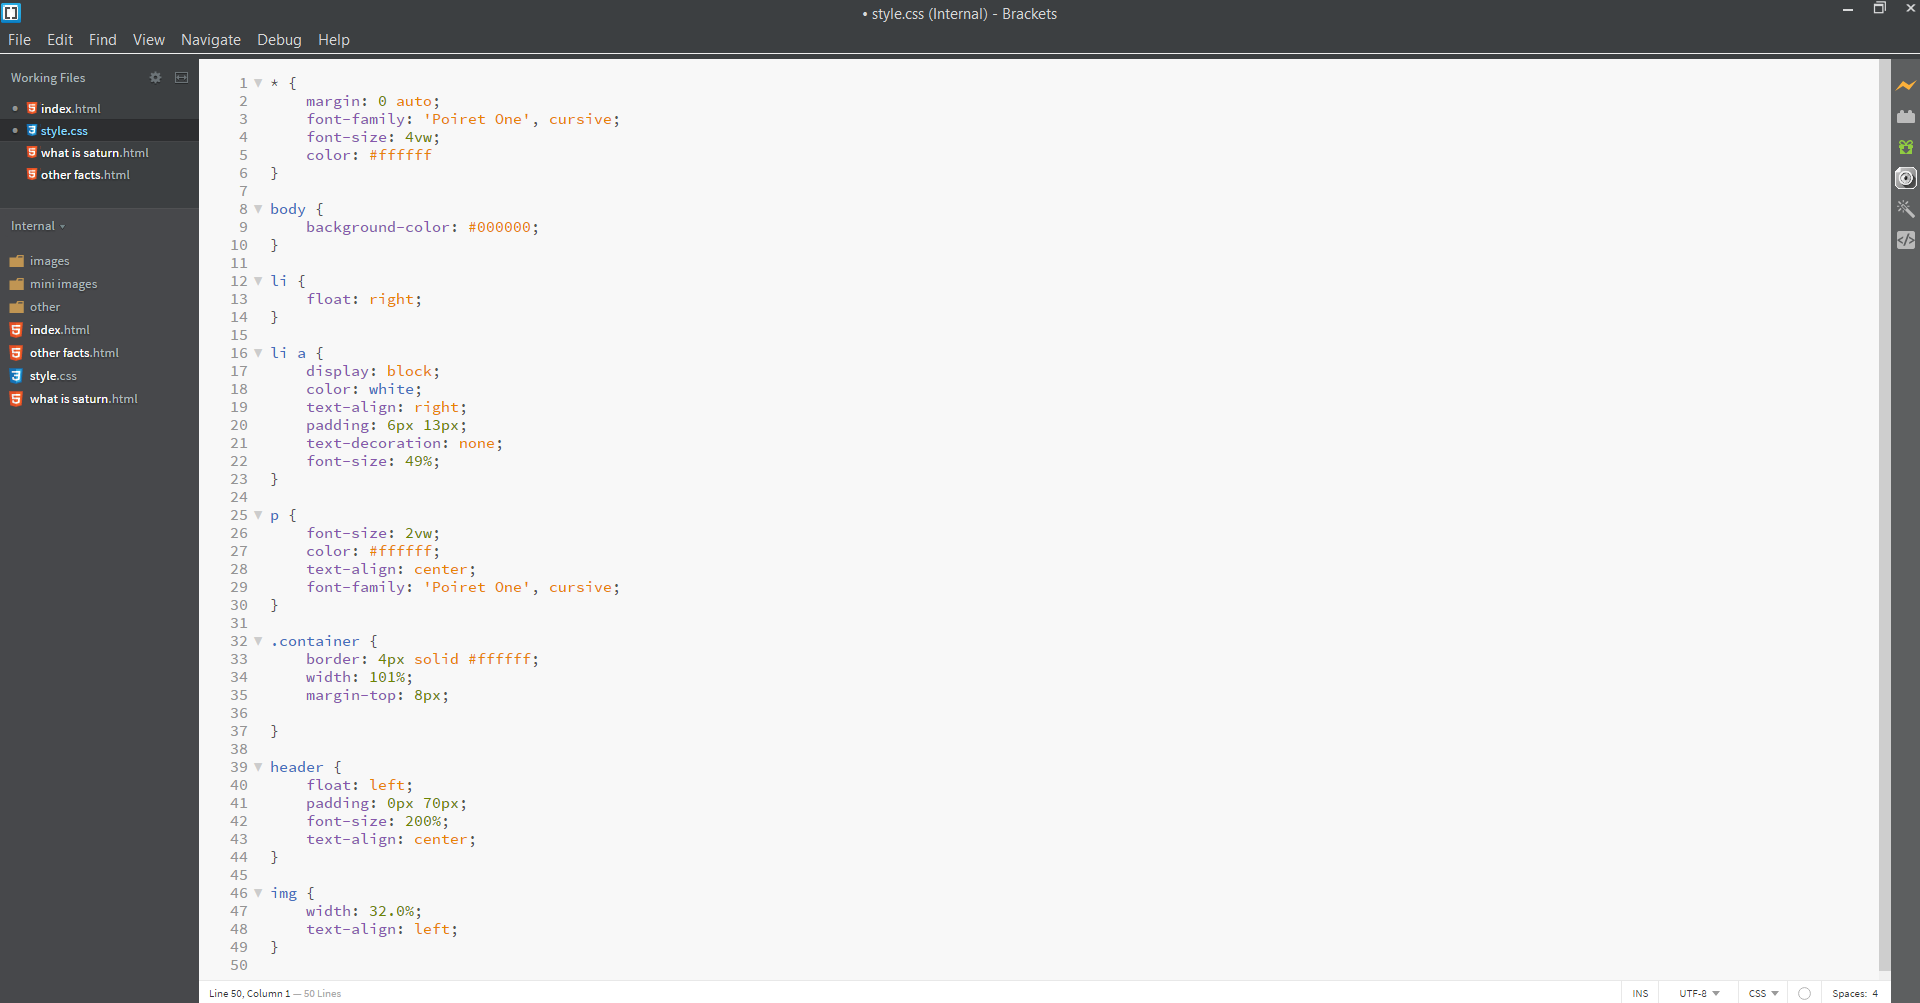 • style.css (Internal) - Brackets
File Edit Find View Navigate Debug Help
Working Files
index.html
style.css
what is saturn.html
other facts.html
Internal
images
mini images
other
index.html
other facts.html
style.css
what is saturn.html
1 * {
2     margin: 0 auto;
3     font-family: 'Poiret One', cursive;
4     font-size: 4vw;
5     color: #ffffff
6 }
7
8 body {
9     background-color: #000000;
10 }
11
12 li {
13     float: right;
14 }
15
16 li a {
17     display: block;
18     color: white;
19     text-align: right;
20     padding: 6px 13px;
21     text-decoration: none;
22     font-size: 49%;
23 }
24
25 p {
26     font-size: 2vw;
27     color: #ffffff;
28     text-align: center;
29     font-family: 'Poiret One', cursive;
30 }
31
32 .container {
33     border: 4px solid #ffffff;
34     width: 101%;
35     margin-top: 8px;
36
37 }
38
39 header {
40     float: left;
41     padding: 0px 70px;
42     font-size: 200%;
43     text-align: center;
44 }
45
46 img {
47     width: 32.0%;
48     text-align: left;
49 }
50
Line 50, Column 1 — 50 Lines
INS UTF-8 CSS Spaces: 4